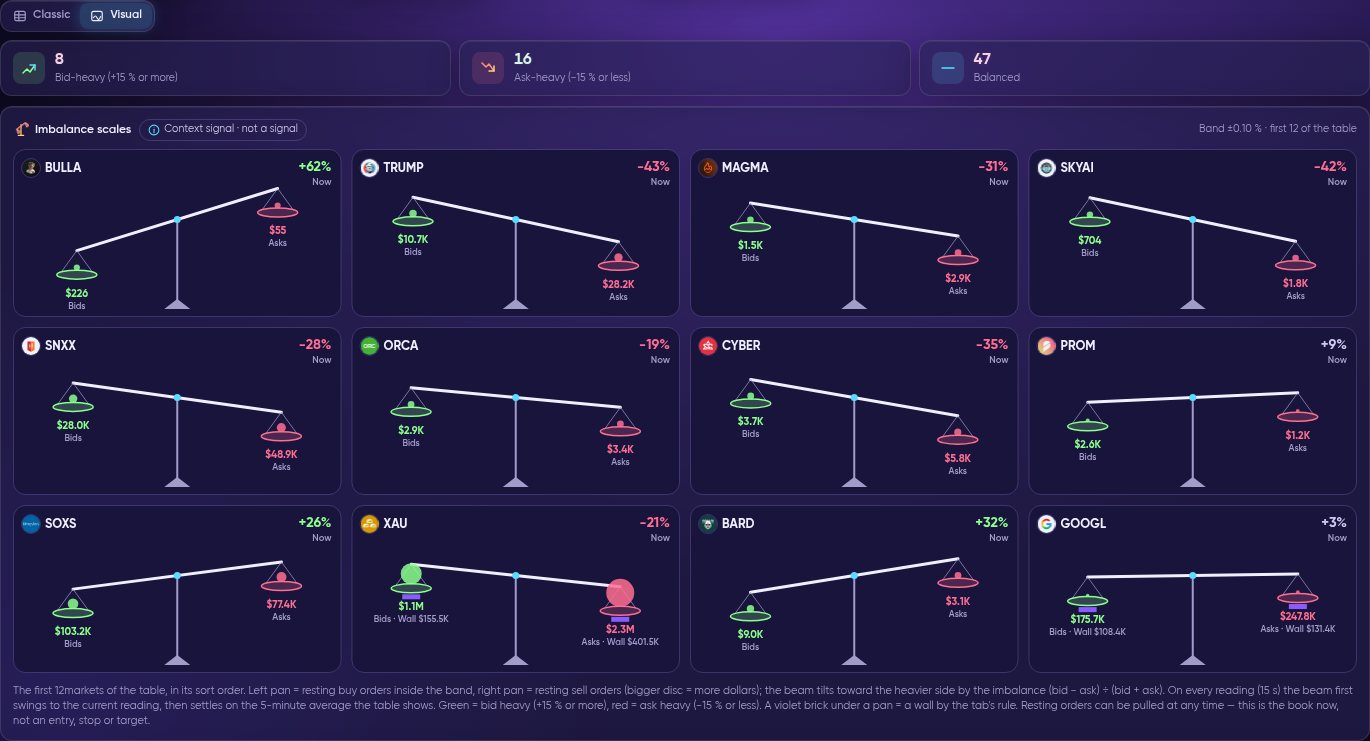 Classic
Visual
8
Bid-heavy (+15 % or more)
16
Ask-heavy (−15 % or less)
47
Balanced
Imbalance scales
Context signal · not a signal
Band ±0.10 % · first 12 of the table
BULLA
+62%
Now
$55
Asks
$226
Bids
TRUMP
-43%
Now
$10.7K
Bids
$28.2K
Asks
MAGMA
-31%
Now
$1.5K
Bids
$2.9K
Asks
SKYAI
-42%
Now
$704
Bids
$1.8K
Asks
SNXX
-28%
Now
$28.0K
Bids
$48.9K
Asks
ORC
ORCA
-19%
Now
$2.9K
Bids
$3.4K
Asks
CYBER
-35%
Now
$3.7K
Bids
$5.8K
Asks
PROM
+9%
Now
$2.6K
Bids
$1.2K
Asks
SOXS
+26%
Now
$103.2K
Bids
$77.4K
Asks
XAU
-21%
Now
$1.1M
Bids · Wall $155.5K
$2.3M
Asks · Wall $401.5K
BARD
+32%
Now
$9.0K
Bids
$3.1K
Asks
GOOGL
+3%
Now
$175.7K
Bids · Wall $108.4K
$247.8K
Asks · Wall $131.4K
The first 12markets of the table, in its sort order. Left pan = resting buy orders inside the band, right pan = resting sell orders (bigger disc = more dollars); the beam tilts toward the heavier side by the imbalance (bid − ask) ÷ (bid + ask). On every reading (15 s) the beam first
swings to the current reading, then settles on the 5-minute average the table shows. Green = bid heavy (+15 % or more), red = ask heavy (−15 % or less). A violet brick under a pan = a wall by the tab's rule. Resting orders can be pulled at any time — this is the book now,
not an entry, stop or target.